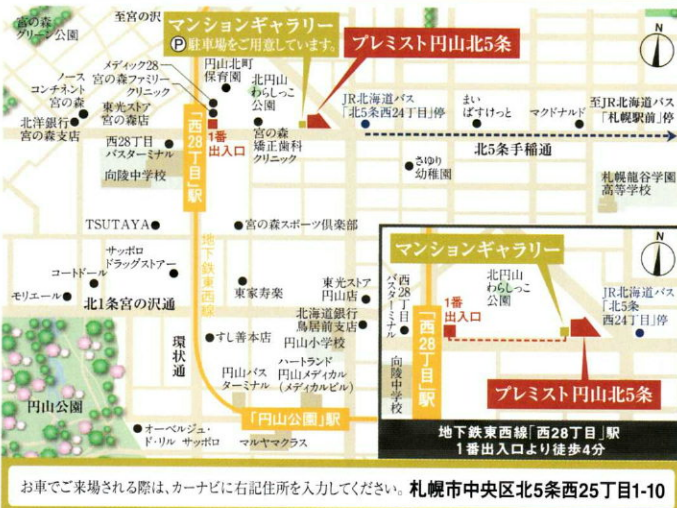 至宮の沢
マンションギャラリー
Ⓟ駐車場をご用意しています。
プレミスト円山北5条
宮の森
グリーン公園
メディック28
宮の森ファミリー
クリニック
円山北町
保育園
北円山
わらしっこ
公園
ノース
コンチネント
宮の森
東光ストア
宮の森店
北洋銀行
宮の森支店
「西28丁目」駅
1番
出入口
宮の森
矯正歯科
クリニック
JR北海道バス
「北5条西24丁目」停
まい
ばすけっと
マクドナルド
至JR北海道バス
「札幌駅前」停
北5条手稲通
西28丁目
バスターミナル
向陵中学校
さゆり
幼稚園
札幌龍谷学園
高等学校
N
TSUTAYA
宮の森スポーツ倶楽部
地下鉄東西線
サッポロ
ドラッグストアー
コートドール
モリエール
北1条宮の沢通
東家寿楽
東光ストア
円山店
北海道銀行
鳥居前支店
円山小学校
すし善本店
環状通
円山バス
ターミナル
ハートランド
円山メディカル
(メディカルビル)
円山公園
「円山公園」駅
オーベルジュ・
ド・リル サッポロ
マルヤマクラス
マンションギャラリー
N
西28丁目
バスターミナル
「西28丁目」駅
1番
出入口
北円山
わらしっこ
公園
JR北海道バス
「北5条
西24丁目」停
向陵中学校
プレミスト円山北5条
地下鉄東西線「西28丁目」駅
1番出入口より徒歩4分
お車でご来場される際は、カーナビに右記住所を入力してください。札幌市中央区北5条西25丁目1-10